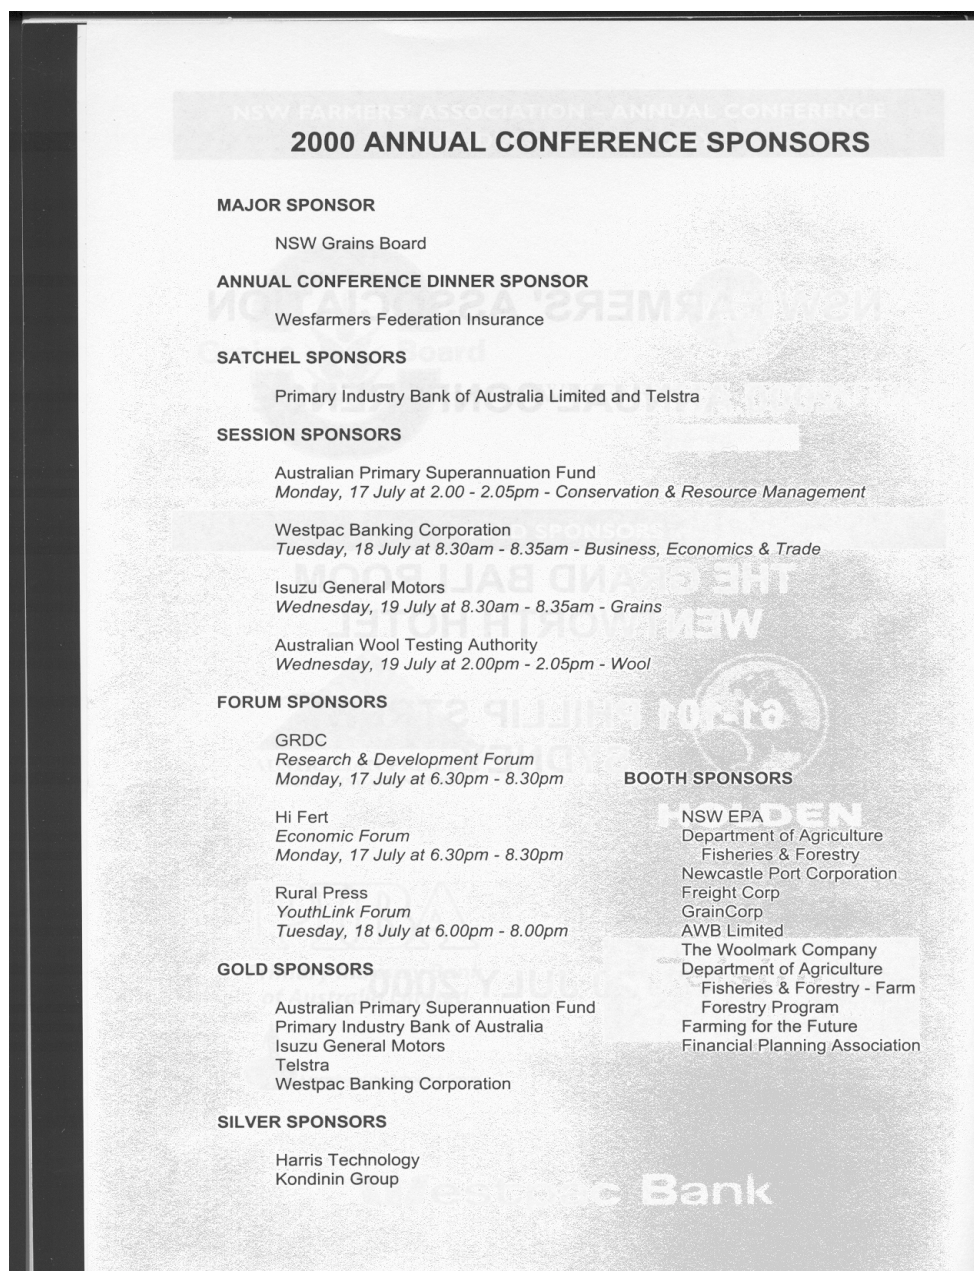 NSW FARMERS' ASSOCIATION – ANNUAL CONFERENCE
2000 ANNUAL CONFERENCE SPONSORS
MAJOR SPONSOR
NSW Grains Board
ANNUAL CONFERENCE DINNER SPONSOR
Wesfarmers Federation Insurance
SATCHEL SPONSORS
Primary Industry Bank of Australia Limited and Telstra
SESSION SPONSORS
Australian Primary Superannuation Fund
Monday, 17 July at 2.00 - 2.05pm - Conservation & Resource Management
Westpac Banking Corporation
Tuesday, 18 July at 8.30am - 8.35am - Business, Economics & Trade
Isuzu General Motors
Wednesday, 19 July at 8.30am - 8.35am - Grains
Australian Wool Testing Authority
Wednesday, 19 July at 2.00pm - 2.05pm - Wool
FORUM SPONSORS
GRDC
Research & Development Forum
Monday, 17 July at 6.30pm - 8.30pm
Hi Fert
Economic Forum
Monday, 17 July at 6.30pm - 8.30pm
Rural Press
YouthLink Forum
Tuesday, 18 July at 6.00pm - 8.00pm
GOLD SPONSORS
Australian Primary Superannuation Fund
Primary Industry Bank of Australia
Isuzu General Motors
Telstra
Westpac Banking Corporation
SILVER SPONSORS
Harris Technology
Kondinin Group
BOOTH SPONSORS
NSW EPA
Department of Agriculture
Fisheries & Forestry
Newcastle Port Corporation
Freight Corp
GrainCorp
AWB Limited
The Woolmark Company
Department of Agriculture
Fisheries & Forestry - Farm
Forestry Program
Farming for the Future
Financial Planning Association
HOLDEN
Westpac Bank